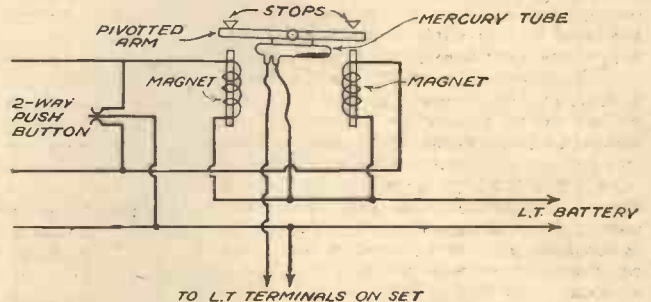 STOPS
PIVOTTED
ARM
MERCURY TUBE
MAGNET
MAGNET
2-WAY
PUSH
BUTTON
L.T. BATTERY
TO L.T TERMINALS ON SET